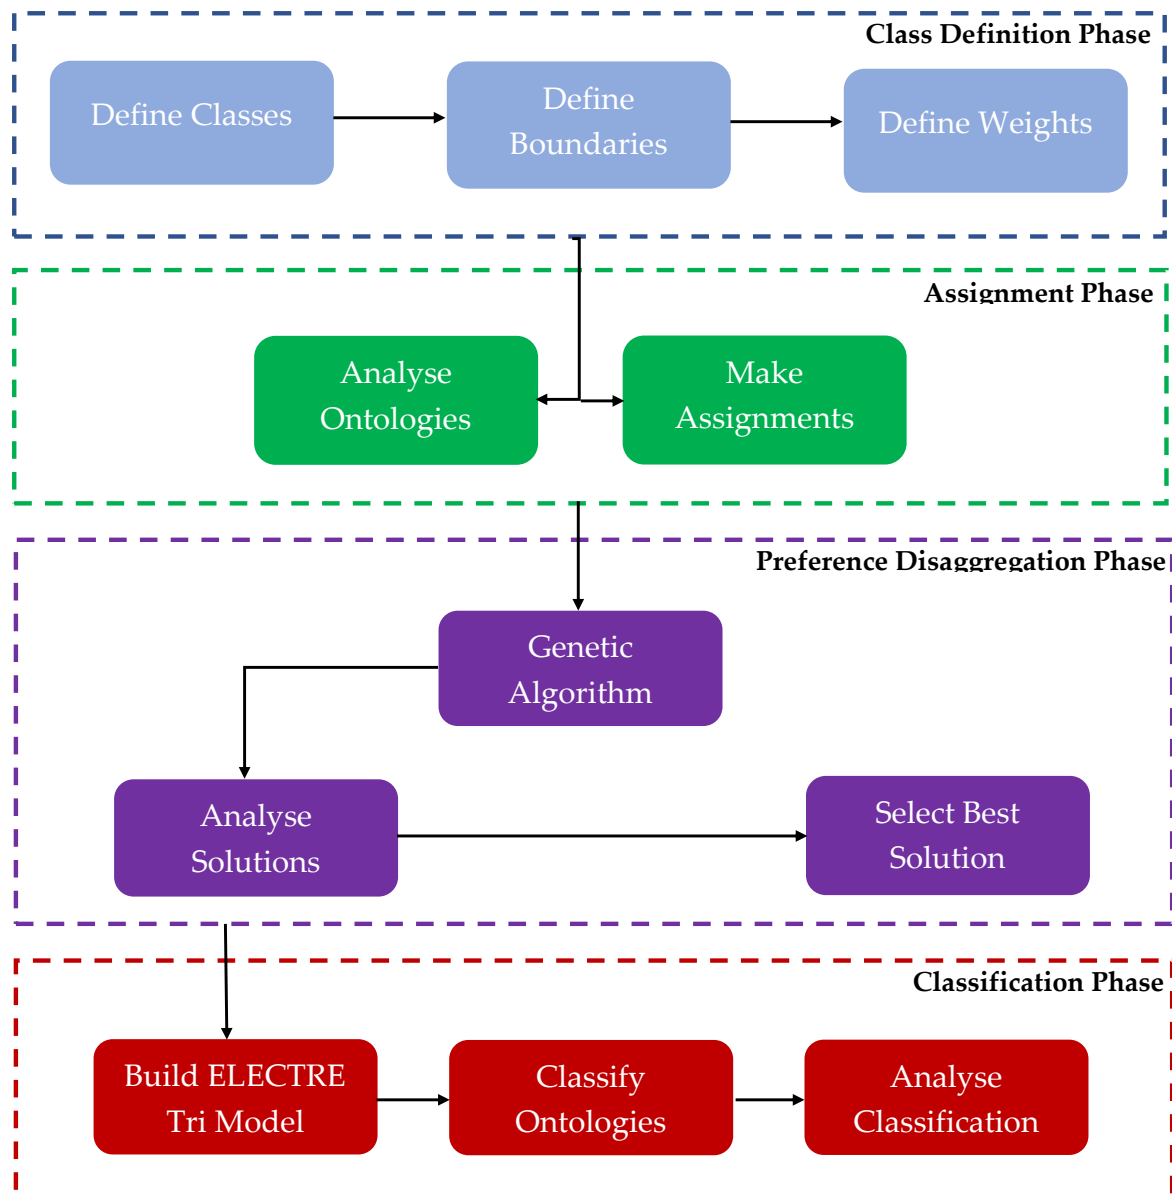 Class Definition Phase
Define Classes
Define
Boundaries
Define Weights
Assignment Phase
Analyse
Ontologies
Make
Assignments
Preference Disaggregation Phase
Genetic
Algorithm
Analyse
Solutions
Select Best
Solution
Classification Phase
Build ELECTRE
Tri Model
Classify
Ontologies
Analyse
Classification